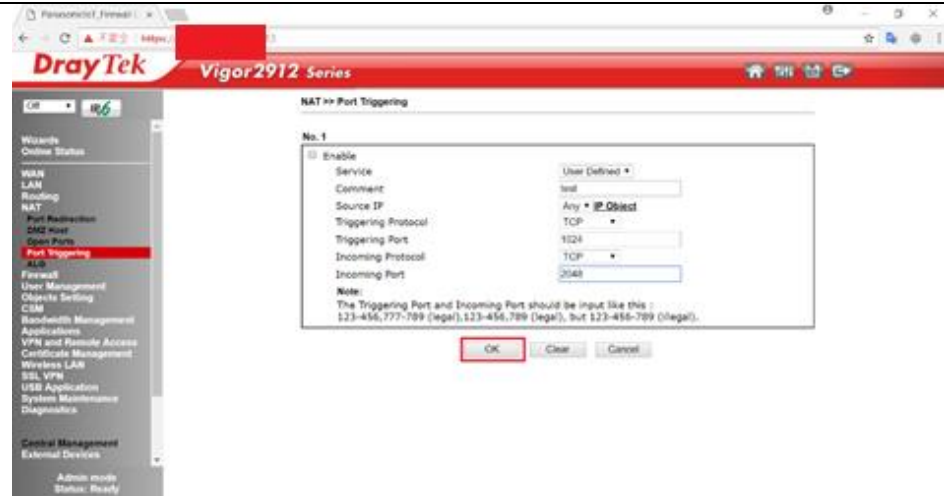 Dray Tek
Vigor2912 Series
Off
IPv6
Wizards
Online Status
WAN
LAN
Routing
NAT
Port Redirection
DMZ Host
Open Ports
Port Triggering
ALG
Firewall
User Management
Objects Setting
CSM
Bandwidth Management
Applications
VPN and Remote Access
Certificate Management
Wireless LAN
SSL VPN
USB Application
System Maintenance
Diagnostics
Central Management
External Devices
Admin mode
Status: Ready
NAT >> Port Triggering
No. 1
Enable
Service User Defined
Comment test
Source IP Any IP Object
Triggering Protocol TCP
Triggering Port 1024
Incoming Protocol TCP
Incoming Port 2048
Note:
The Triggering Port and Incoming Port should be input like this :
123-456,777-789 (legal),123-456,789 (legal), but 123-456-789 (illegal).
OK Clear Cancel